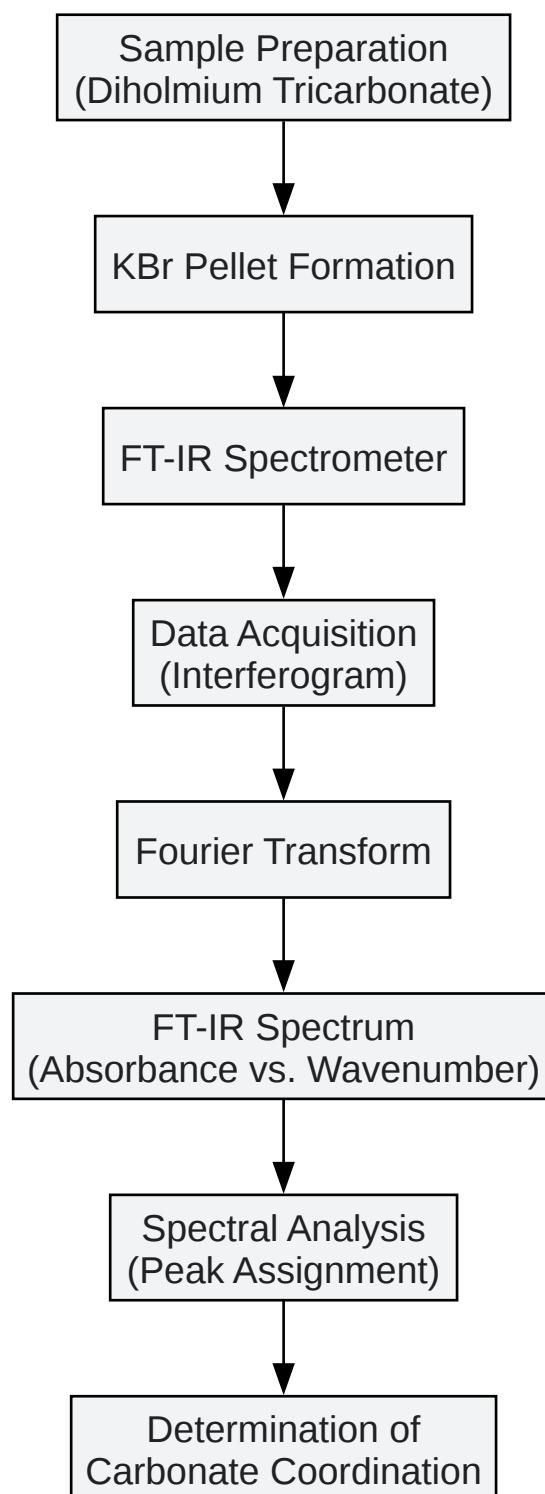 Sample Preparation
(Diholmium Tricarbonate)
KBr Pellet Formation
FT-IR Spectrometer
Data Acquisition
(Interferogram)
Fourier Transform
FT-IR Spectrum
(Absorbance vs. Wavenumber)
Spectral Analysis
(Peak Assignment)
Determination of
Carbonate Coordination